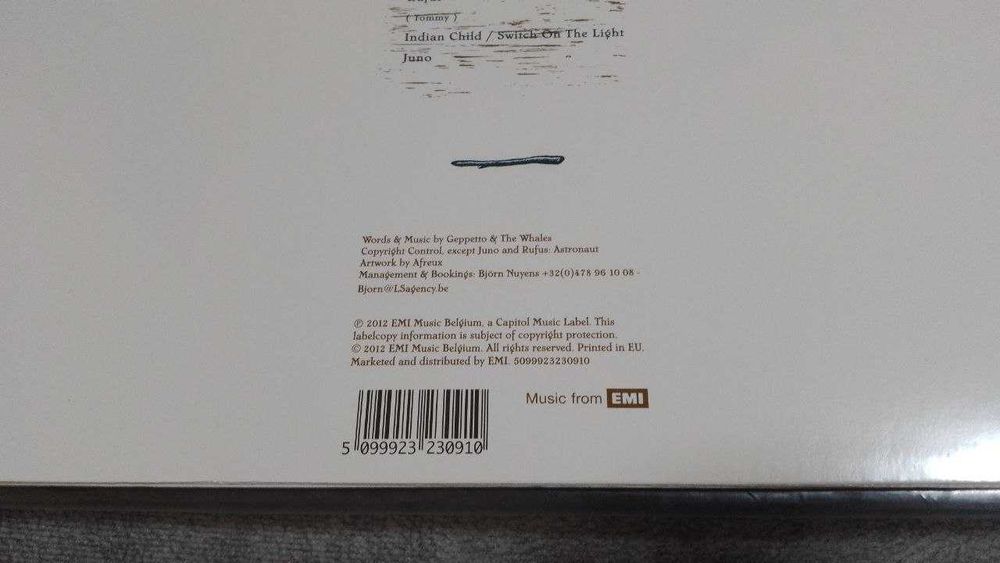 ( Tommy )
Indian Child / Switch On The Light
Juno
Words & Music by Geppetto & The Whales
Copyright Control, except Juno and Rufus: Astronaut
Artwork by Afreux
Management & Bookings: Björn Nuyens +32(0)478 96 10 08 -
Bjorn@LSagency.be
℗ 2012 EMI Music Belgium, a Capitol Music Label. This
labelcopy information is subject of copyright protection.
© 2012 EMI Music Belgium. All rights reserved. Printed in EU.
Marketed and distributed by EMI. 5099923230910
Music from EMI
5 099923 230910